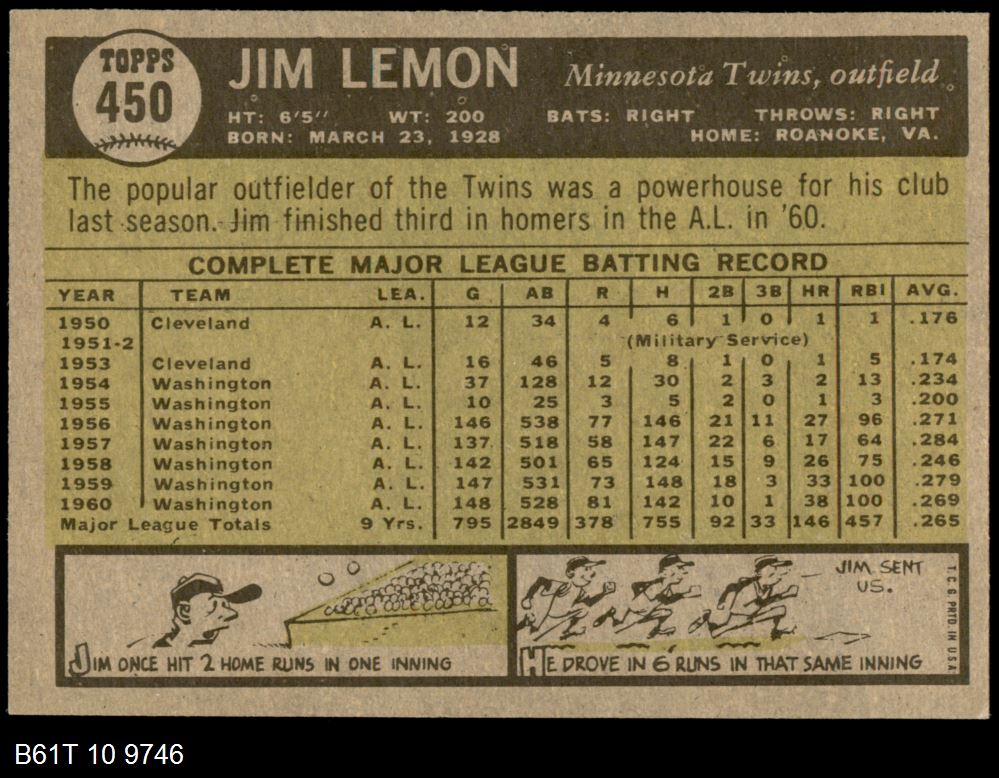 TOPPS
450
JIM LEMON
Minnesota Twins, outfield
HT: 6'5" WT: 200 BATS: RIGHT THROWS: RIGHT
BORN: MARCH 23, 1928 HOME: ROANOKE, VA.
The popular outfielder of the Twins was a powerhouse for his club
last season. Jim finished third in homers in the A.L. in '60.
COMPLETE MAJOR LEAGUE BATTING RECORD
YEAR TEAM LEA. G AB R H 2B 3B HR RBI AVG.
1950 Cleveland A. L. 12 34 4 6 1 0 1 1 .176
1951-2 (Military Service)
1953 Cleveland A. L. 16 46 5 8 1 0 1 5 .174
1954 Washington A. L. 37 128 12 30 2 3 2 13 .234
1955 Washington A. L. 10 25 3 5 2 0 1 3 .200
1956 Washington A. L. 146 538 77 146 21 11 27 96 .271
1957 Washington A. L. 137 518 58 147 22 6 17 64 .284
1958 Washington A. L. 142 501 65 124 15 9 26 75 .246
1959 Washington A. L. 147 531 73 148 18 3 33 100 .279
1960 Washington A. L. 148 528 81 142 10 1 38 100 .269
Major League Totals 9 Yrs. 795 2849 378 755 92 33 146 457 .265
JIM ONCE HIT 2 HOME RUNS IN ONE INNING
JIM SENT
US.
HE DROVE IN 6 RUNS IN THAT SAME INNING
T.C.G. PRTD. IN U.S.A.
B61T 10 9746